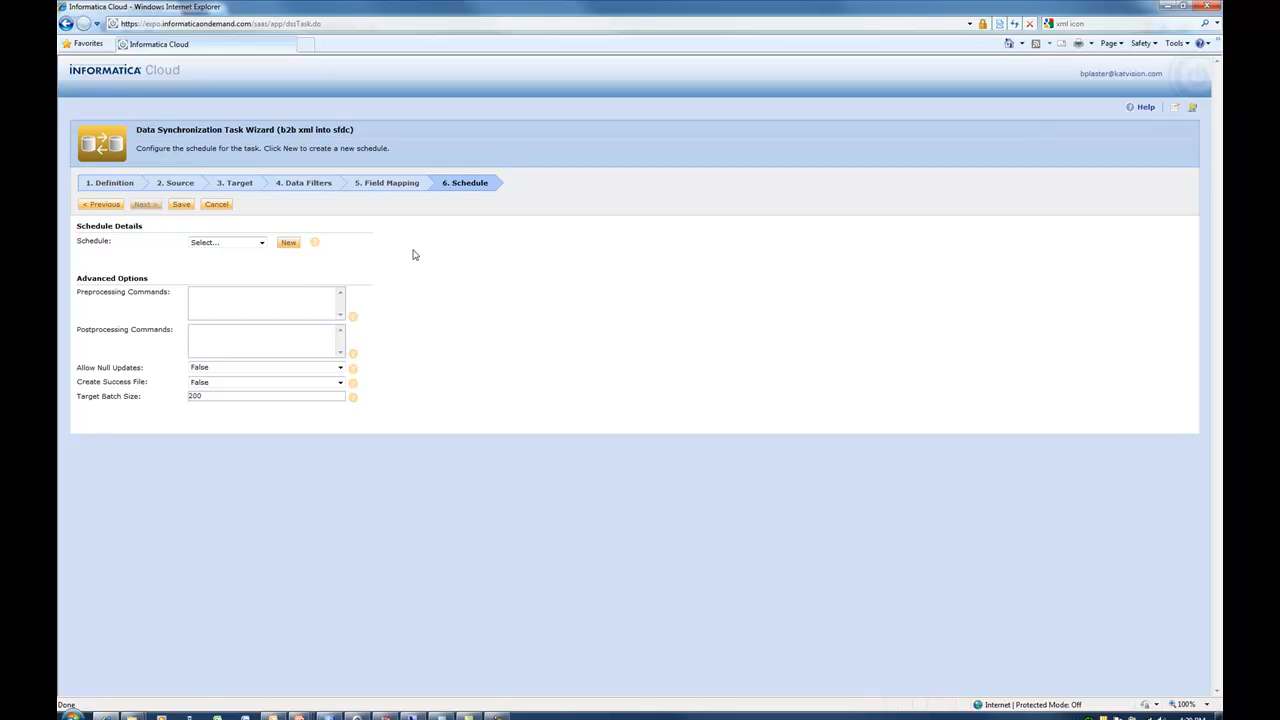 Informatica Cloud - Windows Internet Explorer
https://expo.informaticaondemand.com/saas/app/dssTask.do
xml icon
Favorites
Informatica Cloud
Page
Safety
Tools
INFORMATICA Cloud
bplaster@katvision.com
Help
Data Synchronization Task Wizard (b2b xml into sfdc)
Configure the schedule for the task. Click New to create a new schedule.
1. Definition
2. Source
3. Target
4. Data Filters
5. Field Mapping
6. Schedule
< Previous
Next >
Save
Cancel
Schedule Details
Schedule:
Select...
New
Advanced Options
Preprocessing Commands:
Postprocessing Commands:
Allow Null Updates:
False
Create Success File:
False
Target Batch Size:
200
Done
Internet | Protected Mode: Off
100%